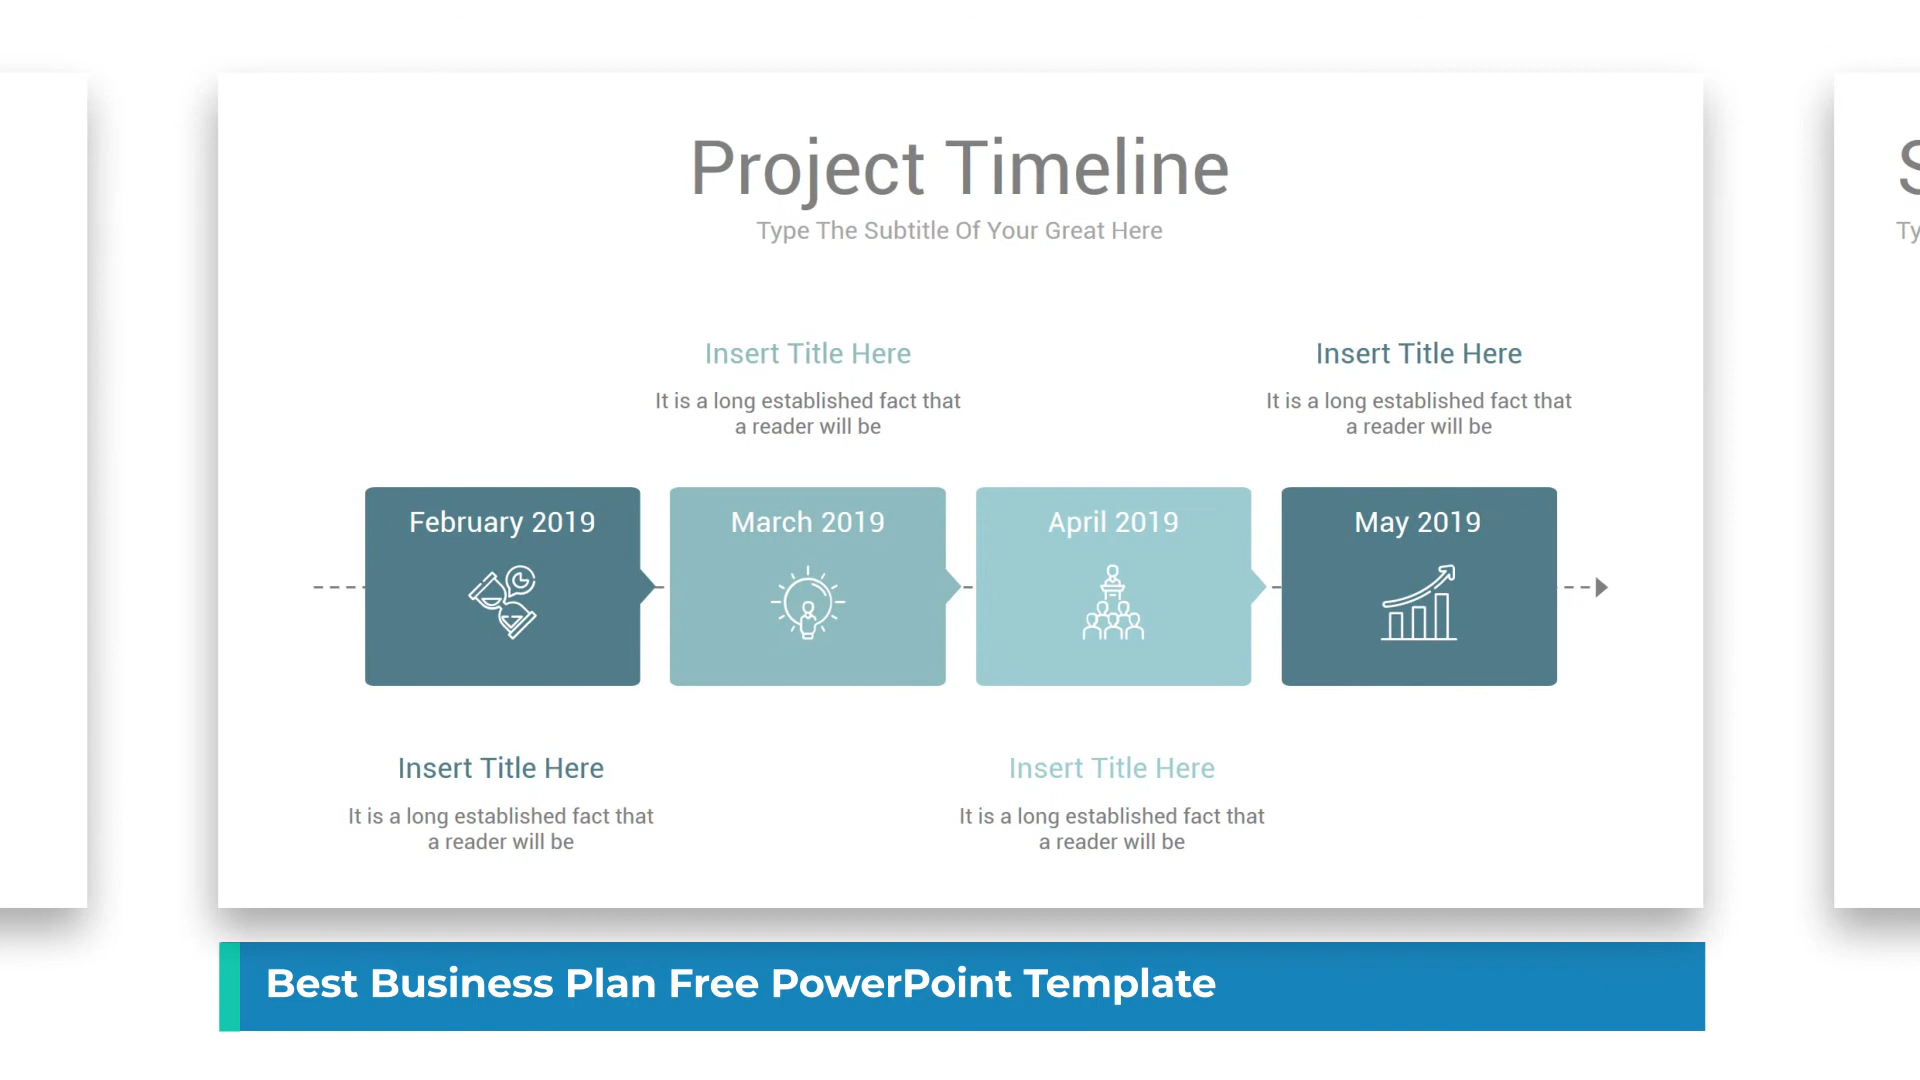 Project Timeline
Type The Subtitle Of Your Great Here
Insert Title Here
It is a long established fact that
a reader will be
Insert Title Here
It is a long established fact that
a reader will be
February 2019
March 2019
April 2019
May 2019
Insert Title Here
It is a long established fact that
a reader will be
Insert Title Here
It is a long established fact that
a reader will be
Best Business Plan Free PowerPoint Template